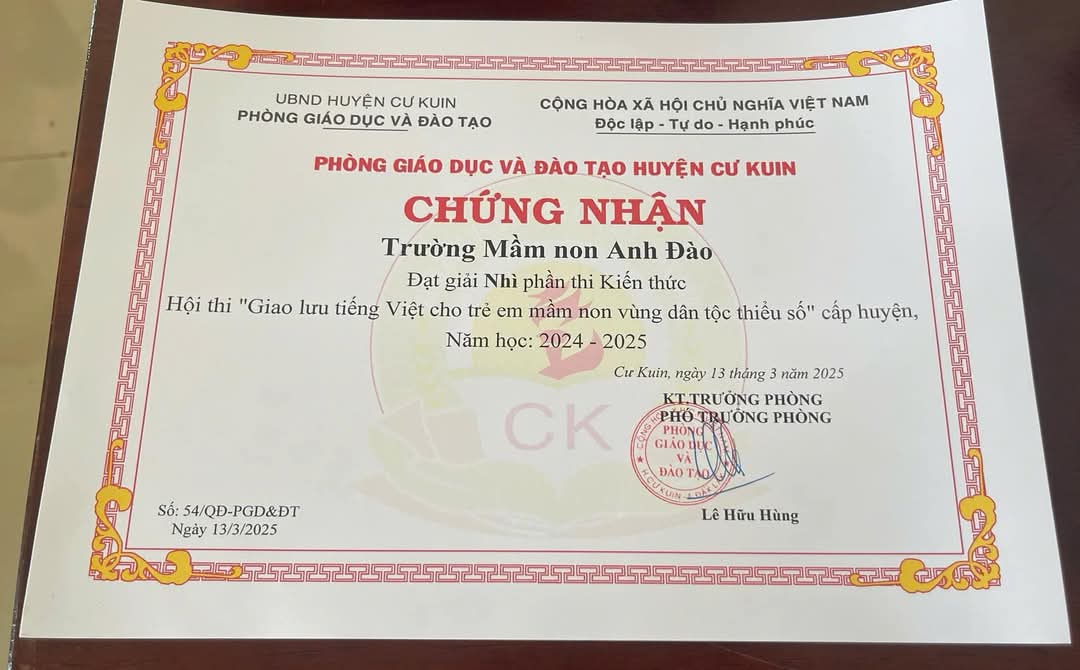 UBND HUYỆN CƯ KUIN
PHÒNG GIÁO DỤC VÀ ĐÀO TẠO
CỘNG HÒA XÃ HỘI CHỦ NGHĨA VIỆT NAM
Độc lập - Tự do - Hạnh phúc
PHÒNG GIÁO DỤC VÀ ĐÀO TẠO HUYỆN CƯ KUIN
CHỨNG NHẬN
Trường Mầm non Anh Đào
Đạt giải Nhì phần thi Kiến thức
Hội thi "Giao lưu tiếng Việt cho trẻ em mầm non vùng dân tộc thiểu số" cấp huyện,
Năm học: 2024 - 2025
Cư Kuin, ngày 13 tháng 3 năm 2025
KT.TRƯỞNG PHÒNG
PHÓ TRƯỞNG PHÒNG
PHÒNG
GIÁO DỤC
VÀ
ĐÀO TẠO
H.CƯ KUIN
CK
Lê Hữu Hùng
Số: 54/QĐ-PGD&ĐT
Ngày 13/3/2025